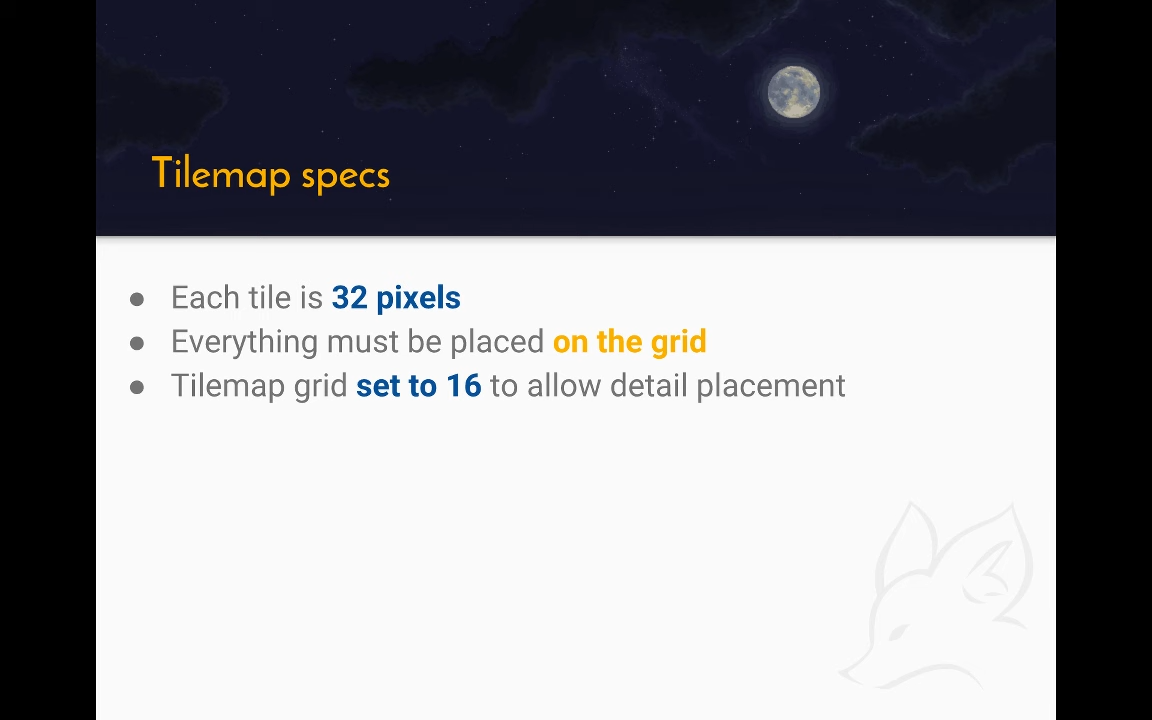 Tilemap specs
● Each tile is 32 pixels
● Everything must be placed on the grid
● Tilemap grid set to 16 to allow detail placement